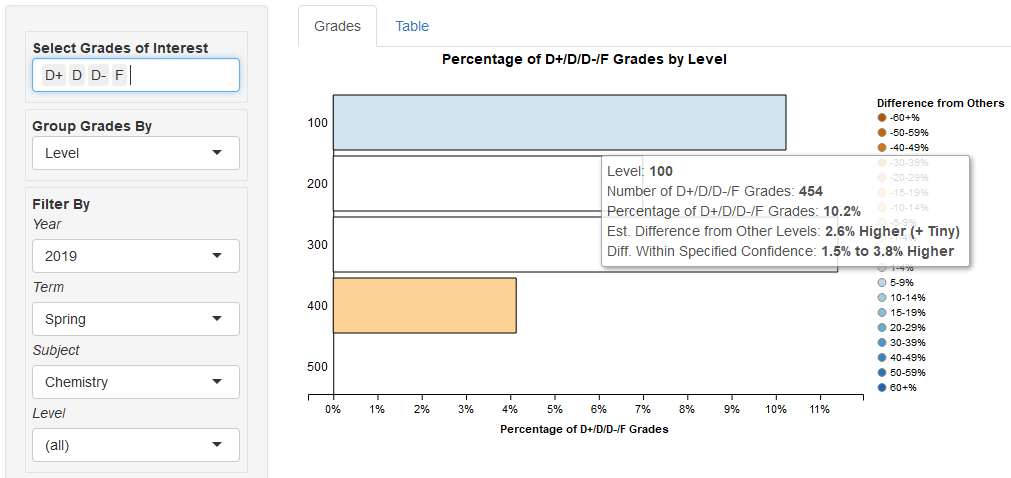 Select Grades of Interest
D+ D D- F
Group Grades By
Level
Filter By
Year
2019
Term
Spring
Subject
Chemistry
Level
(all)
Grades Table
Percentage of D+/D/D-/F Grades by Level
100
200
300
400
500
0% 1% 2% 3% 4% 5% 6% 7% 8% 9% 10% 11%
Percentage of D+/D/D-/F Grades
Level: 100
Number of D+/D/D-/F Grades: 454
Percentage of D+/D/D-/F Grades: 10.2%
Est. Difference from Other Levels: 2.6% Higher (+ Tiny)
Diff. Within Specified Confidence: 1.5% to 3.8% Higher
Difference from Others
-60+%
-50-59%
-40-49%
-30-39%
-20-29%
-15-19%
-10-14%
-5-9%
1-4%
5-9%
10-14%
15-19%
20-29%
30-39%
40-49%
50-59%
60+%